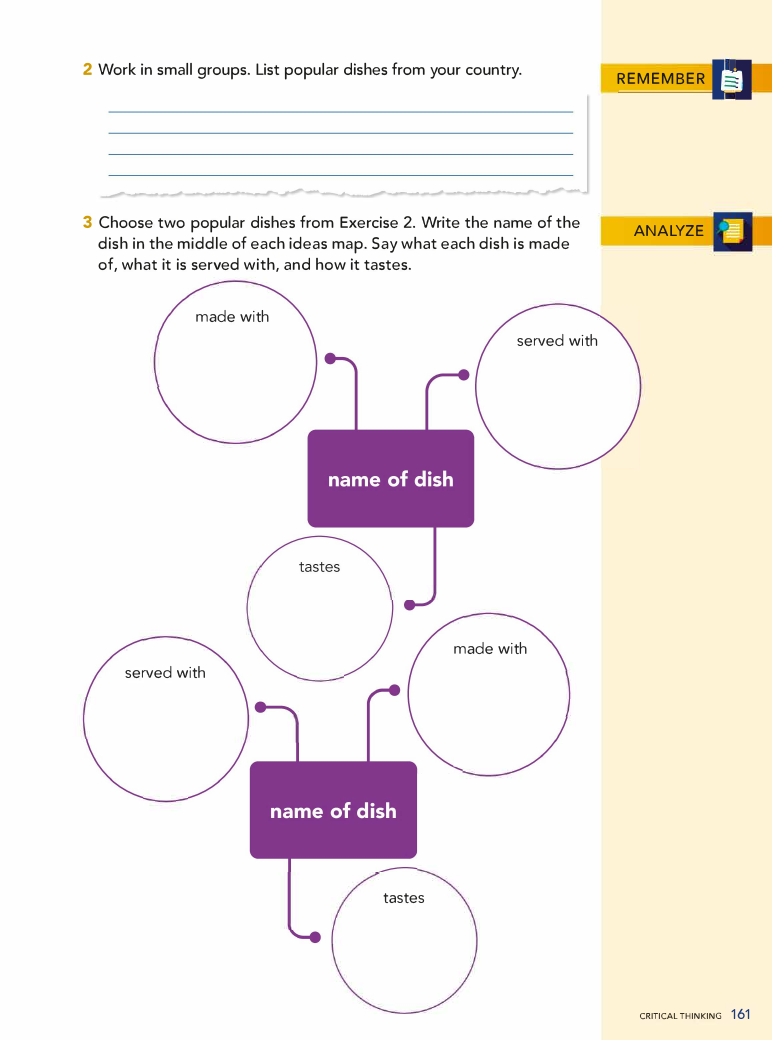 2 Work in small groups. List popular dishes from your country.
REMEMBER
3 Choose two popular dishes from Exercise 2. Write the name of the
dish in the middle of each ideas map. Say what each dish is made
of, what it is served with, and how it tastes.
ANALYZE
made with
served with
name of dish
tastes
made with
served with
name of dish
tastes
CRITICAL THINKING 161